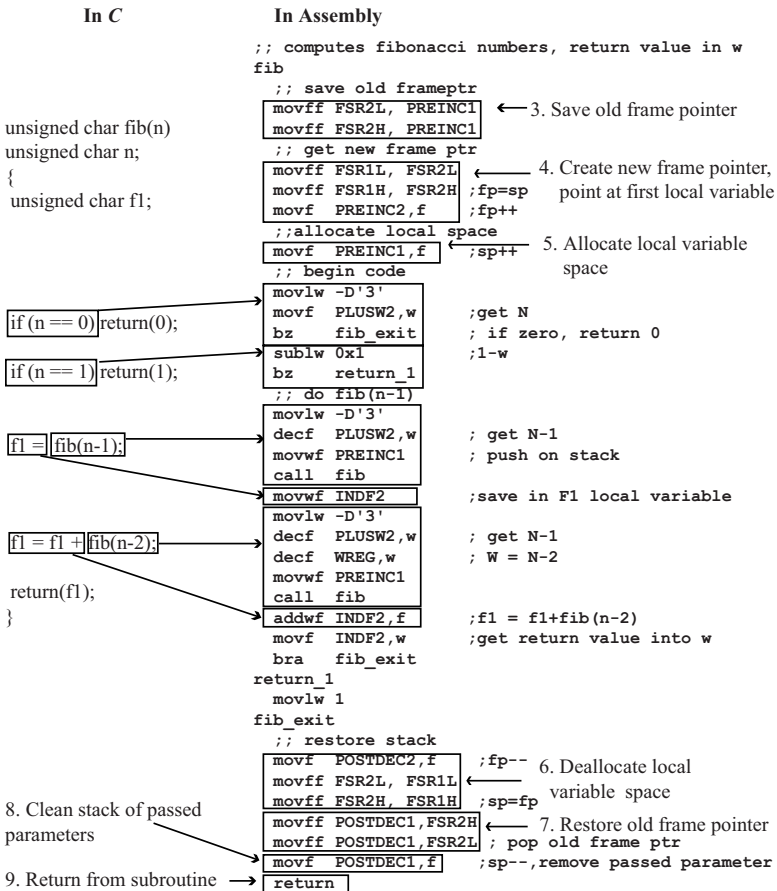 In C
In Assembly
;; computes fibonacci numbers, return value in w
fib
;; save old frameptr
movff FSR2L, PREINC1
3. Save old frame pointer
movff FSR2H, PREINC1
unsigned char fib(n)
;; get new frame ptr
unsigned char n;
movff FSR1L, FSR2L
4. Create new frame pointer,
{
movff FSR1H, FSR2H ;fp=sp
point at first local variable
unsigned char f1;
movf PREINC2,f ;fp++
;;allocate local space
movf PREINC1,f ;sp++
5. Allocate local variable
space
;; begin code
movlw -D'3'
if (n == 0) return(0);
movf PLUSW2,w ;get N
bz fib_exit ; if zero, return 0
sublw 0x1 ;1-w
if (n == 1) return(1);
bz return_1
;; do fib(n-1)
movlw -D'3'
f1 = fib(n-1);
decf PLUSW2,w ; get N-1
movwf PREINC1 ; push on stack
call fib
movwf INDF2 ;save in F1 local variable
movlw -D'3'
f1 = f1 + fib(n-2);
decf PLUSW2,w ; get N-1
decf WREG,w ; W = N-2
movwf PREINC1
return(f1);
call fib
}
addwf INDF2,f ;f1 = f1+fib(n-2)
movf INDF2,w ;get return value into w
bra fib_exit
return_1
movlw 1
fib_exit
;; restore stack
movf POSTDEC2,f ;fp--
6. Deallocate local
variable space
movff FSR2L, FSR1L
movff FSR2H, FSR1H ;sp=fp
8. Clean stack of passed
parameters
movff POSTDEC1,FSR2H
7. Restore old frame pointer
movff POSTDEC1,FSR2L ; pop old frame ptr
movf POSTDEC1,f ;sp--,remove passed parameter
9. Return from subroutine
return